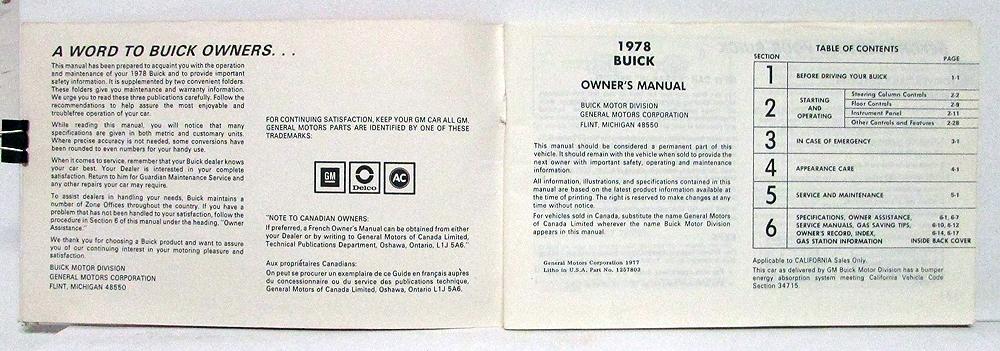 A WORD TO BUICK OWNERS. . .
This manual has been prepared to acquaint you with the operation
and maintenance of your 1978 Buick and to provide important
safety information. It is supplemented by two convenient folders.
These folders give you maintenance and warranty information.
We urge you to read these three publications carefully. Follow the
recommendations to help assure the most enjoyable and
troublefree operation of your car.
While reading this manual, you will notice that many
specifications are given in both metric and customary units.
Where precise accuracy is not needed, some conversions have
been rounded to even numbers for your handy use.
When it comes to service, remember that your Buick dealer knows
your car best. Your Dealer is interested in your complete
satisfaction. Return to him for Guardian Maintenance Service and
any other repairs your car may require.
To assist dealers in handling your needs, Buick maintains a
number of Zone Offices throughout the country. If you have a
problem that has not been handled to your satisfaction, follow the
procedure in Section 6 of this manual under the heading, "Owner
Assistance."
We thank you for choosing a Buick product and want to assure
you of our continuing interest in your motoring pleasure and
satisfaction.
BUICK MOTOR DIVISION
GENERAL MOTORS CORPORATION
FLINT, MICHIGAN 48550
FOR CONTINUING SATISFACTION, KEEP YOUR GM CAR ALL GM.
GENERAL MOTORS PARTS ARE IDENTIFIED BY ONE OF THESE
TRADEMARKS:
GM Delco AC
"NOTE TO CANADIAN OWNERS:
If preferred, a French Owner's Manual can be obtained from either
your Dealer or by writing to General Motors of Canada Limited,
Technical Publications Department, Oshawa, Ontario L1J 5A6."
Aux propriétaires Canadiens:
On peut se procurer un exemplaire de ce Guide en français auprès
du concessionnaire ou du service des publications technique,
General Motors of Canada Limited, Oshawa, Ontario L1J 5A6.
1978
BUICK
OWNER'S MANUAL
BUICK MOTOR DIVISION
GENERAL MOTORS CORPORATION
FLINT, MICHIGAN 48550
This manual should be considered a permanent part of this
vehicle. It should remain with the vehicle when sold to provide the
next owner with important safety, operating and maintenance
information.
All information, illustrations, and specifications contained in this
manual are based on the latest product information available at
the time of printing. The right is reserved to make changes at any
time without notice.
For vehicles sold in Canada, substitute the name General Motors
of Canada Limited wherever the name Buick Motor Division
appears in this manual.
General Motors Corporation 1977
Litho in U.S.A. Part No. 1257803
TABLE OF CONTENTS
SECTION PAGE
1 BEFORE DRIVING YOUR BUICK 1-1
2 STARTING AND OPERATING
Steering Column Controls 2-2
Floor Controls 2-9
Instrument Panel 2-11
Other Controls and Features 2-28
3 IN CASE OF EMERGENCY 3-1
4 APPEARANCE CARE 4-1
5 SERVICE AND MAINTENANCE 5-1
6 SPECIFICATIONS, OWNER ASSISTANCE, 6-1, 6-7
SERVICE MANUALS, GAS SAVING TIPS, 6-10, 6-12
OWNER'S RECORD, INDEX, 6-14, 6-17
GAS STATION INFORMATION INSIDE BACK COVER
Applicable to CALIFORNIA Sales Only.
This car as delivered by GM Buick Motor Division has a bumper
energy absorption system meeting California Vehicle Code
Section 34715.